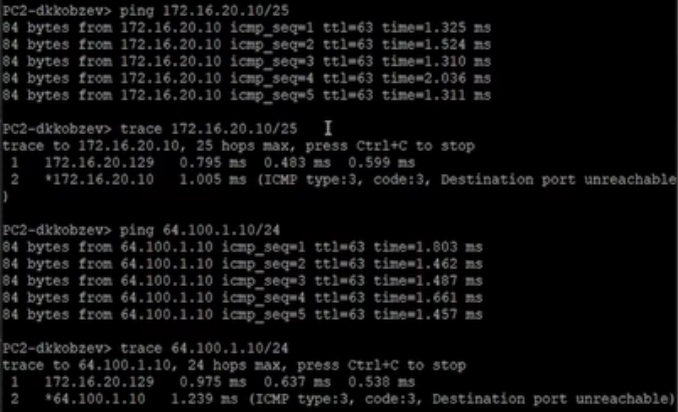 PC2-dkkobzev> ping 172.16.20.10/25
84 bytes from 172.16.20.10 icmp_seq=1 ttl=63 time=1.325 ms
84 bytes from 172.16.20.10 icmp_seq=2 ttl=63 time=1.524 ms
84 bytes from 172.16.20.10 icmp_seq=3 ttl=63 time=1.310 ms
84 bytes from 172.16.20.10 icmp_seq=4 ttl=63 time=2.036 ms
84 bytes from 172.16.20.10 icmp_seq=5 ttl=63 time=1.311 ms
PC2-dkkobzev> trace 172.16.20.10/25
trace to 172.16.20.10, 25 hops max, press Ctrl+C to stop
1 172.16.20.129 0.795 ms 0.483 ms 0.599 ms
2 *172.16.20.10 1.005 ms (ICMP type:3, code:3, Destination port unreachable
)
PC2-dkkobzev> ping 64.100.1.10/24
84 bytes from 64.100.1.10 icmp_seq=1 ttl=63 time=1.803 ms
84 bytes from 64.100.1.10 icmp_seq=2 ttl=63 time=1.462 ms
84 bytes from 64.100.1.10 icmp_seq=3 ttl=63 time=1.487 ms
84 bytes from 64.100.1.10 icmp_seq=4 ttl=63 time=1.661 ms
84 bytes from 64.100.1.10 icmp_seq=5 ttl=63 time=1.457 ms
PC2-dkkobzev> trace 64.100.1.10/24
trace to 64.100.1.10, 24 hops max, press Ctrl+C to stop
1 172.16.20.129 0.975 ms 0.637 ms 0.538 ms
2 *64.100.1.10 1.239 ms (ICMP type:3, code:3, Destination port unreachable)